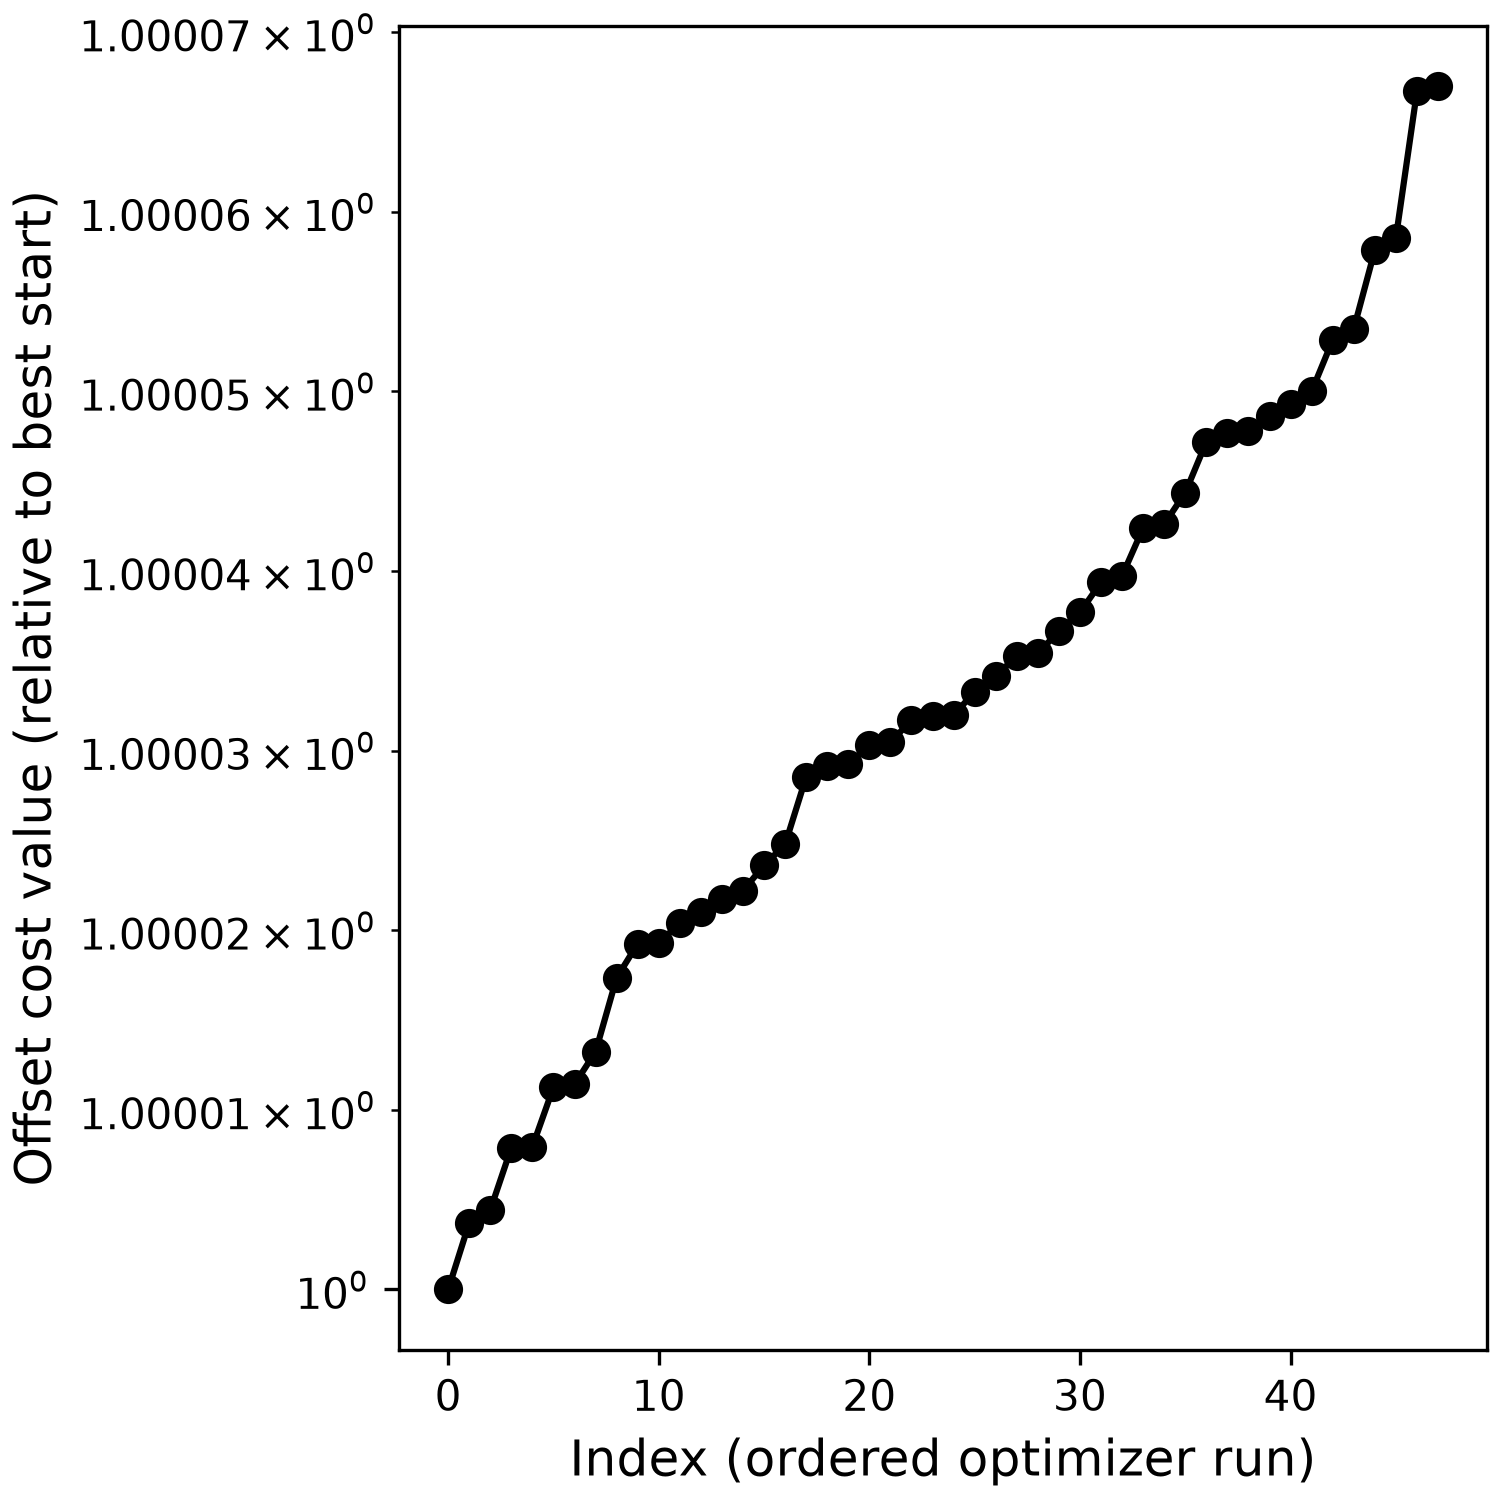 1.00007 × 10⁰
1.00006 × 10⁰
1.00005 × 10⁰
1.00004 × 10⁰
1.00003 × 10⁰
1.00002 × 10⁰
1.00001 × 10⁰
10⁰
Offset cost value (relative to best start)
0 10 20 30 40
Index (ordered optimizer run)